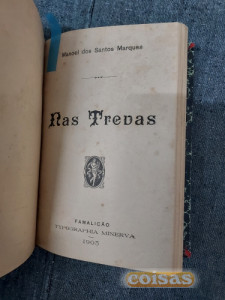 Manoel dos Santos Marques
Nas Trevas
FAMALICÃO
TYPOGRAPHIA MINERVA
1905
coisas